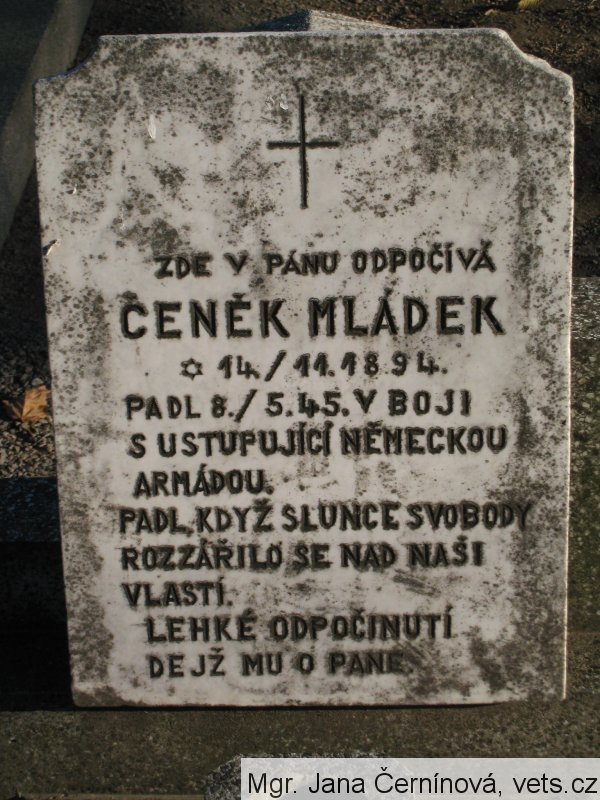 ZDE V PÁNU ODPOČÍVÁ
ČENĚK MLÁDEK
✡ 14./11.1894.
PADL 8./5.45. V BOJI
S USTUPUJÍCÍ NĚMECKOU
ARMÁDOU.
PADL, KDYŽ SLUNCE SVOBODY
ROZZÁŘILO SE NAD NAŠI
VLASTÍ.
LEHKÉ ODPOČINUTÍ
DEJŽ MU O PANE.
Mgr. Jana Černínová, vets.cz